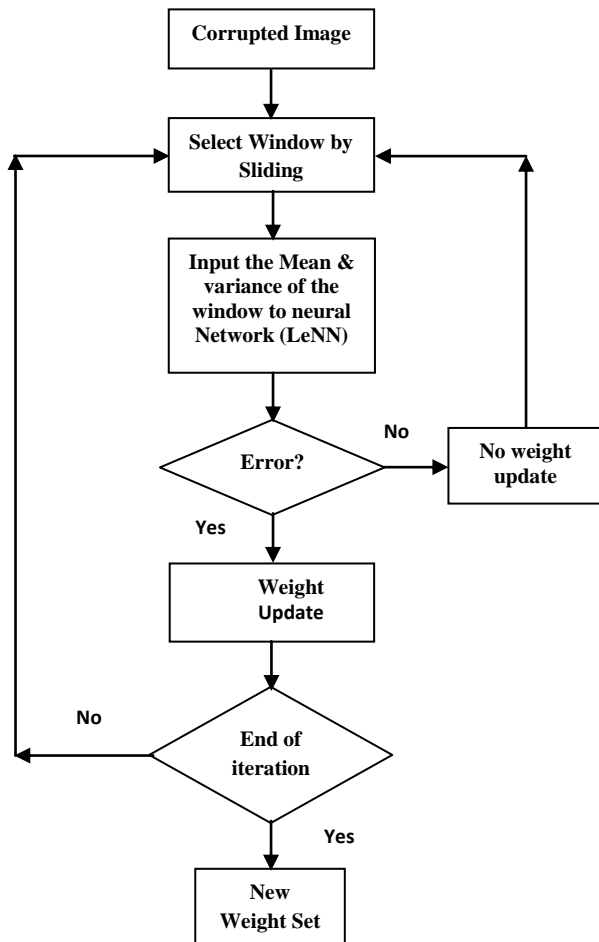 Corrupted Image
Select Window by
Sliding
Input the Mean &
variance of the
window to neural
Network (LeNN)
Error?
No
No weight
update
Yes
Weight
Update
No
End of
iteration
Yes
New
Weight Set